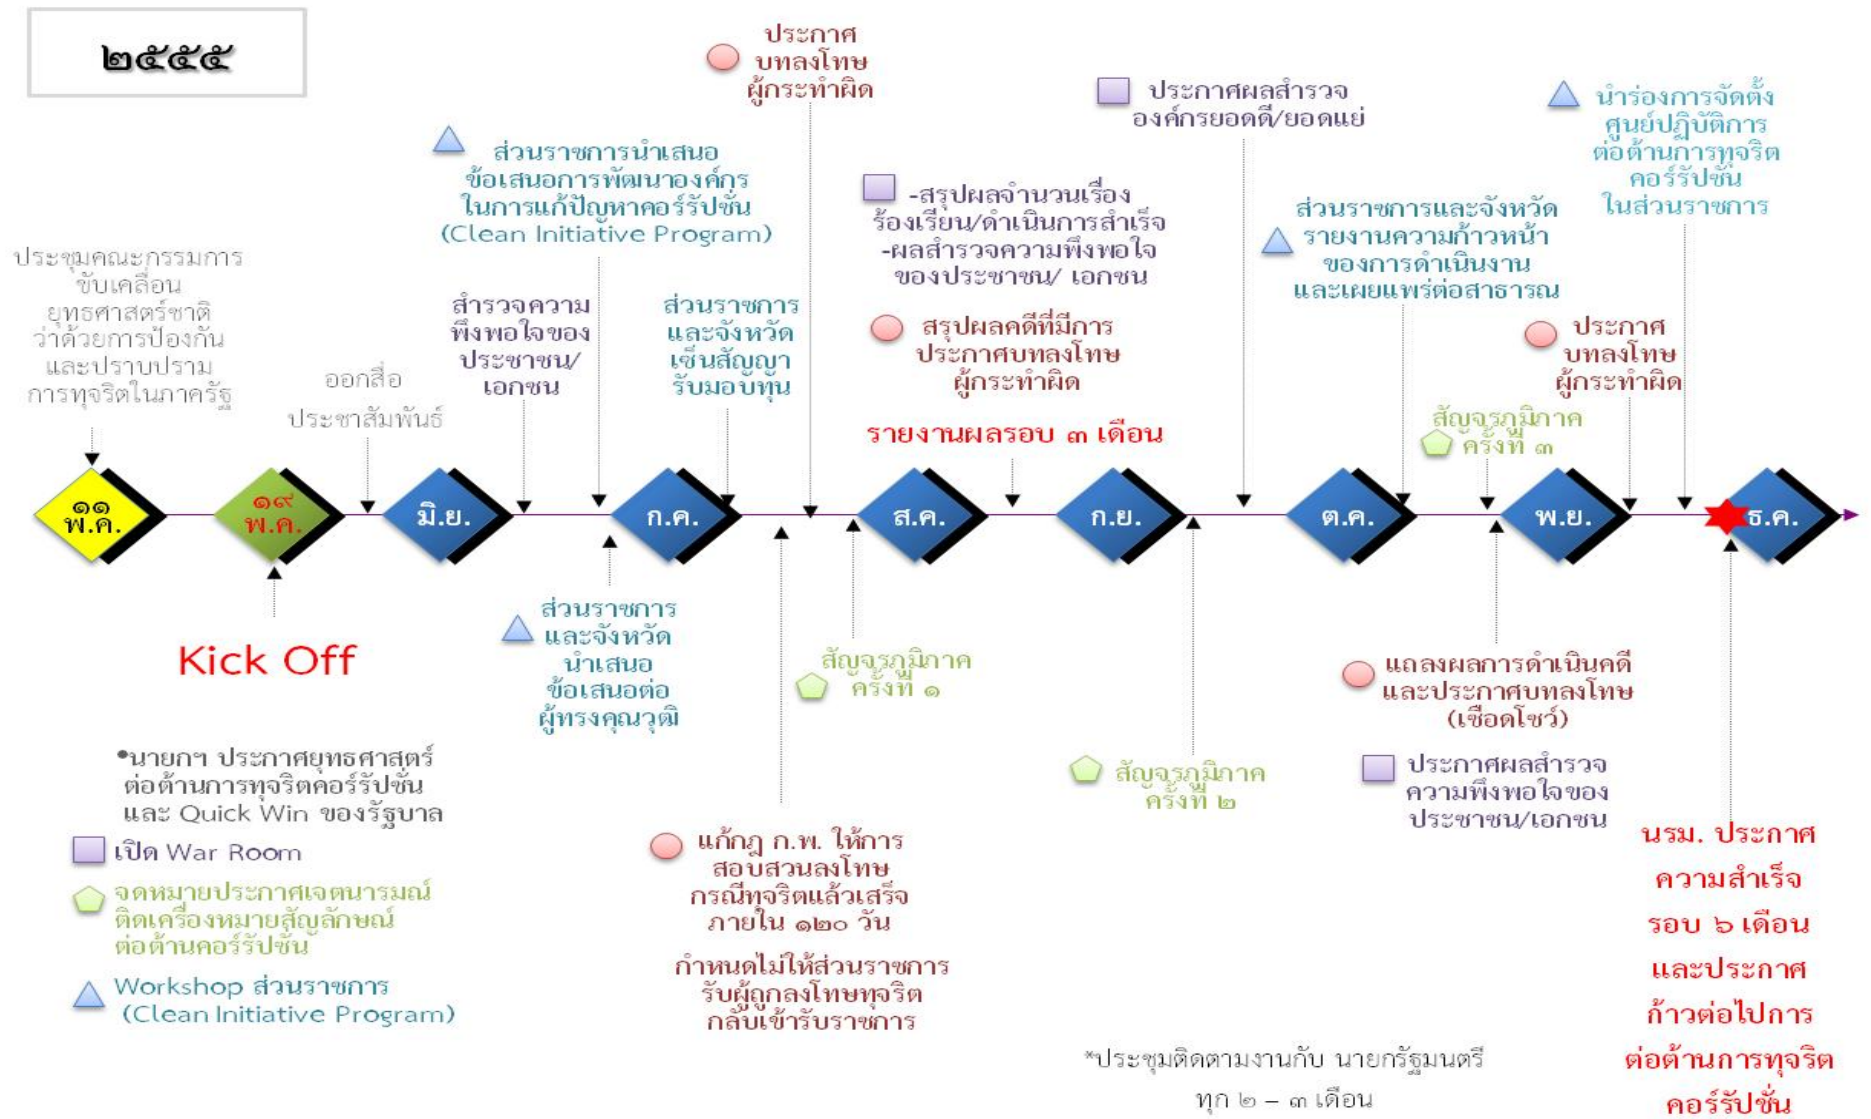 ๒๕๕๕
ประชุมคณะกรรมการ
ขับเคลื่อน
ยุทธศาสตร์ชาติ
ว่าด้วยการป้องกัน
และปราบปราม
การทุจริตในภาครัฐ
ออกสื่อ
ประชาสัมพันธ์
ส่วนราชการนำเสนอ
ข้อเสนอการพัฒนาองค์กร
ในการแก้ปัญหาคอร์รัปชั่น
(Clean Initiative Program)
สำรวจความ
พึงพอใจของ
ประชาชน/
เอกชน
ส่วนราชการ
และจังหวัด
เซ็นสัญญา
รับมอบทุน
ประกาศ
บทลงโทษ
ผู้กระทำผิด
-สรุปผลจำนวนเรื่อง
ร้องเรียน/ดำเนินการสำเร็จ
-ผลสำรวจความพึงพอใจ
ของประชาชน/ เอกชน
สรุปผลคดีที่มีการ
ประกาศบทลงโทษ
ผู้กระทำผิด
รายงานผลรอบ ๓ เดือน
ประกาศผลสำรวจ
องค์กรยอดดี/ยอดแย่
ส่วนราชการและจังหวัด
รายงานความก้าวหน้า
ของการดำเนินงาน
และเผยแพร่ต่อสาธารณ
สัญจรภูมิภาค
ครั้งที่ ๓
ประกาศ
บทลงโทษ
ผู้กระทำผิด
นำร่องการจัดตั้ง
ศูนย์ปฏิบัติการ
ต่อต้านการทุจริต
คอร์รัปชั่น
ในส่วนราชการ
๑๑
พ.ค.
๑๙
พ.ค.
มิ.ย.
ก.ค.
ส.ค.
ก.ย.
ต.ค.
พ.ย.
ธ.ค.
Kick Off
•นายกฯ ประกาศยุทธศาสตร์
ต่อต้านการทุจริตคอร์รัปชั่น
และ Quick Win ของรัฐบาล
เปิด War Room
จดหมายประกาศเจตนารมณ์
ติดเครื่องหมายสัญลักษณ์
ต่อต้านคอร์รัปชั่น
Workshop ส่วนราชการ
(Clean Initiative Program)
ส่วนราชการ
และจังหวัด
นำเสนอ
ข้อเสนอต่อ
ผู้ทรงคุณวุฒิ
แก้กฎ ก.พ. ให้การ
สอบสวนลงโทษ
กรณีทุจริตแล้วเสร็จ
ภายใน ๑๒๐ วัน
กำหนดไม่ให้ส่วนราชการ
รับผู้ถูกลงโทษทุจริต
กลับเข้ารับราชการ
สัญจรภูมิภาค
ครั้งที่ ๑
สัญจรภูมิภาค
ครั้งที่ ๒
แถลงผลการดำเนินคดี
และประกาศบทลงโทษ
(เชือดโชว์)
ประกาศผลสำรวจ
ความพึงพอใจของ
ประชาชน/เอกชน
นรม. ประกาศ
ความสำเร็จ
รอบ ๖ เดือน
และประกาศ
ก้าวต่อไปการ
ต่อต้านการทุจริต
คอร์รัปชั่น
*ประชุมติดตามงานกับ นายกรัฐมนตรี
ทุก ๒ – ๓ เดือน